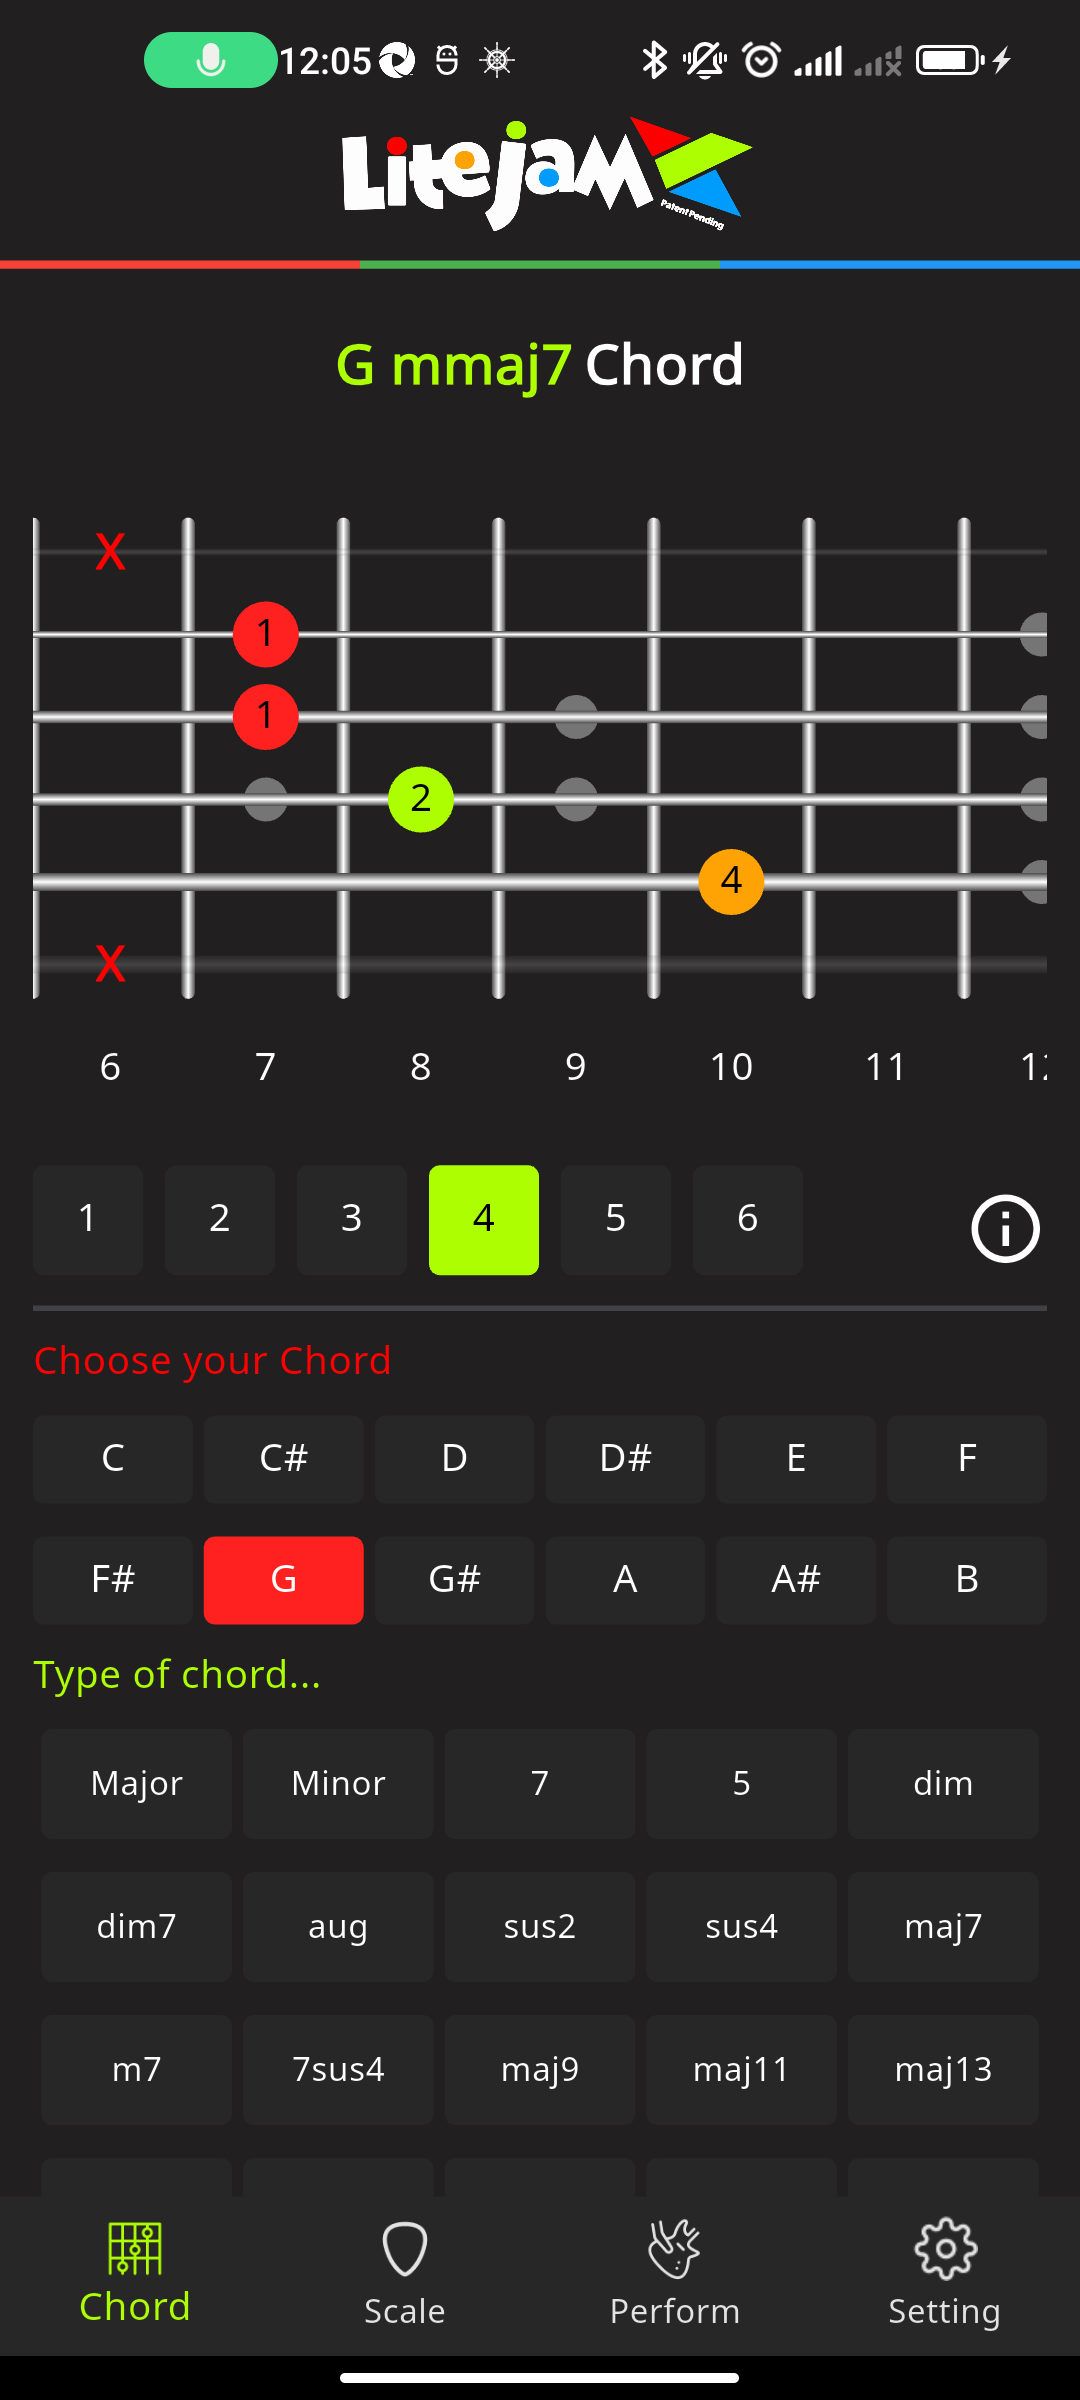 12:05
Litejam
Patent Pending
G mmaj7 Chord
X
1
1
2
4
X
6 7 8 9 10 11
1 2 3 4 5 6
Choose your Chord
C C# D D# E F
F# G G# A A# B
Type of chord...
Major Minor 7 5 dim
dim7 aug sus2 sus4 maj7
m7 7sus4 maj9 maj11 maj13
Chord Scale Perform Setting